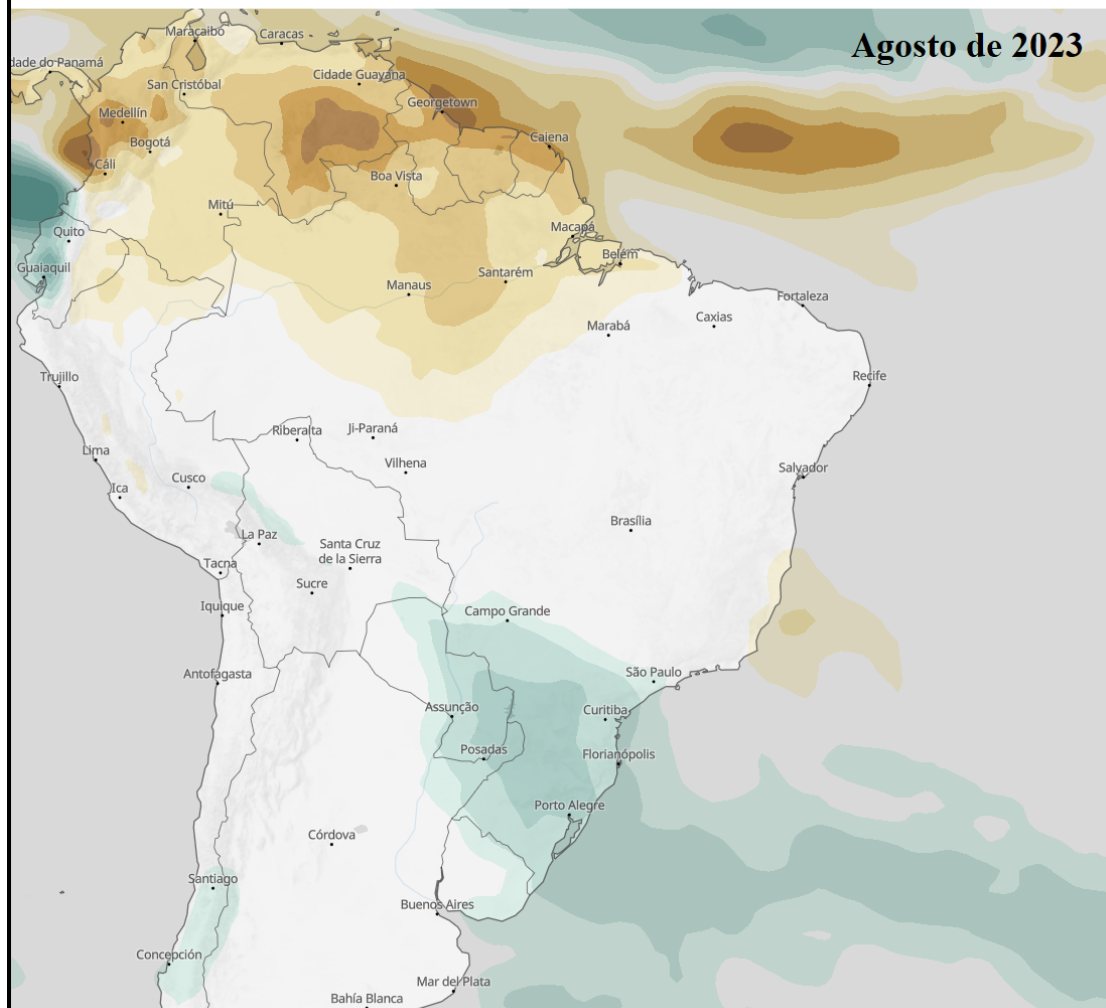 Agosto de 2023
Maracaibo
Caracas
dade do Panamá
San Cristóbal
Cidade Guayana
Medellín
Georgetown
Bogotá
Caiena
Cáli
Boa Vista
Mitú
Quito
Macapá
Guaiaquil
Belém
Santarém
Manaus
Fortaleza
Caxias
Marabá
Trujillo
Recife
Riberalta
Ji-Paraná
Lima
Vilhena
Salvador
Cusco
Ica
Brasília
La Paz
Santa Cruz
de la Sierra
Tacna
Sucre
Iquique
Campo Grande
Antofagasta
São Paulo
Assunção
Curitiba
Posadas
Florianópolis
Porto Alegre
Córdova
Santiago
Buenos Aires
Concepción
Mar del Plata
Bahía Blanca